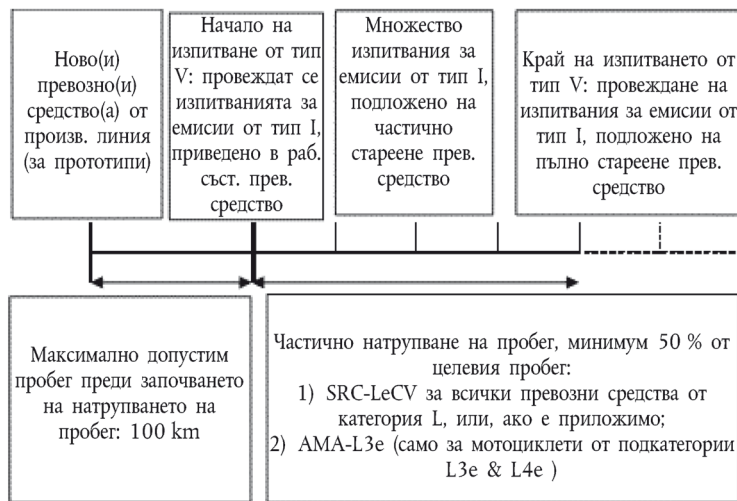 Ново(и)
превозно(и)
средство(а) от
произв. линия
(за прототипи)
Начало на
изпитване от тип
V: провеждат се
изпитванията за
емисии от тип I,
приведено в раб.
съст. прев.
средство
Множество
изпитвания за
емисии от тип I,
подложено на
частично
стареене прев.
средство
Край на изпитването от
тип V: провеждане на
изпитвания за емисии от
тип I, подложено на
пълно стареене прев.
средство
Максимално допустим
пробег преди започването
на натрупването на
пробег: 100 km
Частично натрупване на пробег, минимум 50 % от
целевия пробег:
1) SRC-LeCV за всички превозни средства от
категория L, или, ако е приложимо;
2) AMA-L3e (само за мотоциклети от подкатегории
L3e & L4e )